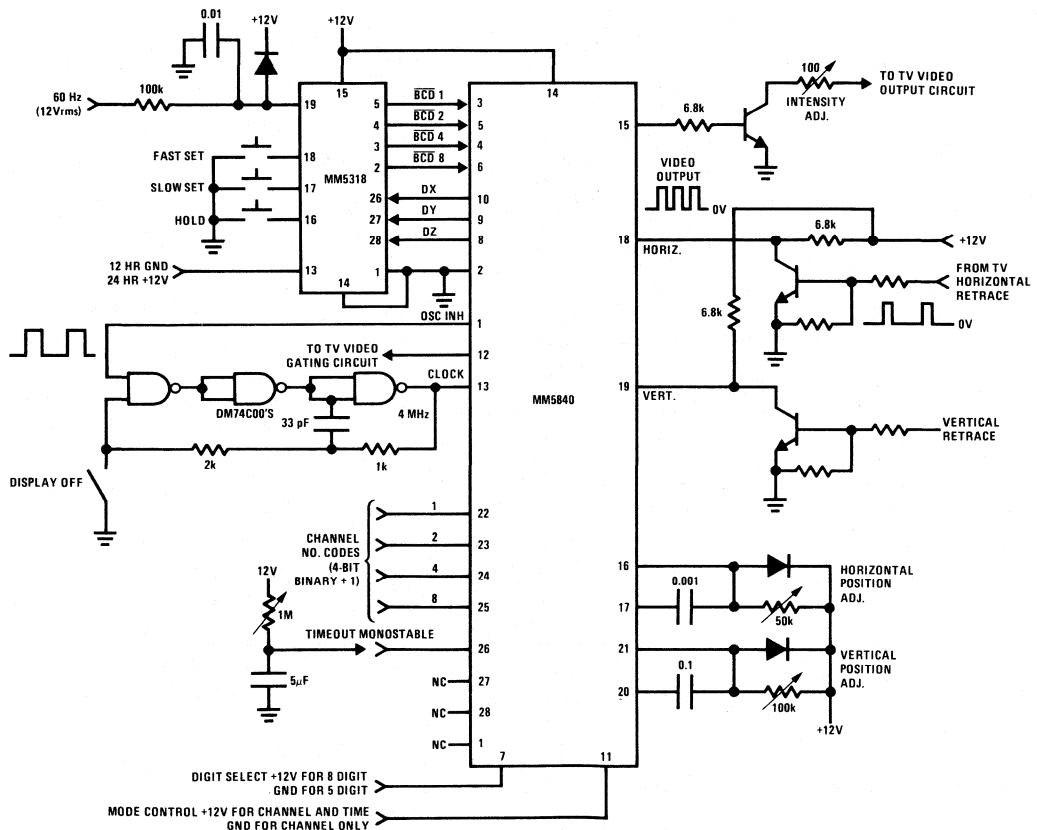 0.01
+12V
+12V
60 Hz
(12Vrms)
100k
19
15
14
5
BCD 1
3
4
BCD 2
5
3
BCD 4
4
2
BCD 8
6
FAST SET
18
SLOW SET
17
HOLD
16
MM5318
26
DX
10
27
DY
9
28
DZ
8
12 HR GND
24 HR +12V
13
14
1
2
OSC INH
1
TO TV VIDEO
GATING CIRCUIT
12
CLOCK
13
DM74C00'S
33 pF
4 MHz
2k
1k
DISPLAY OFF
MM5840
15
6.8k
100
INTENSITY
ADJ.
TO TV VIDEO
OUTPUT CIRCUIT
VIDEO
OUTPUT
0V
18
HORIZ.
6.8k
+12V
FROM TV
HORIZONTAL
RETRACE
0V
6.8k
19
VERT.
VERTICAL
RETRACE
CHANNEL
NO. CODES
(4-BIT
BINARY + 1)
1
22
2
23
4
24
8
25
12V
1M
TIMEOUT MONOSTABLE
26
5μF
NC
27
NC
28
NC
1
16
0.001
17
50k
HORIZONTAL
POSITION
ADJ.
21
0.1
20
100k
VERTICAL
POSITION
ADJ.
+12V
7
11
DIGIT SELECT +12V FOR 8 DIGIT
GND FOR 5 DIGIT
MODE CONTROL +12V FOR CHANNEL AND TIME
GND FOR CHANNEL ONLY